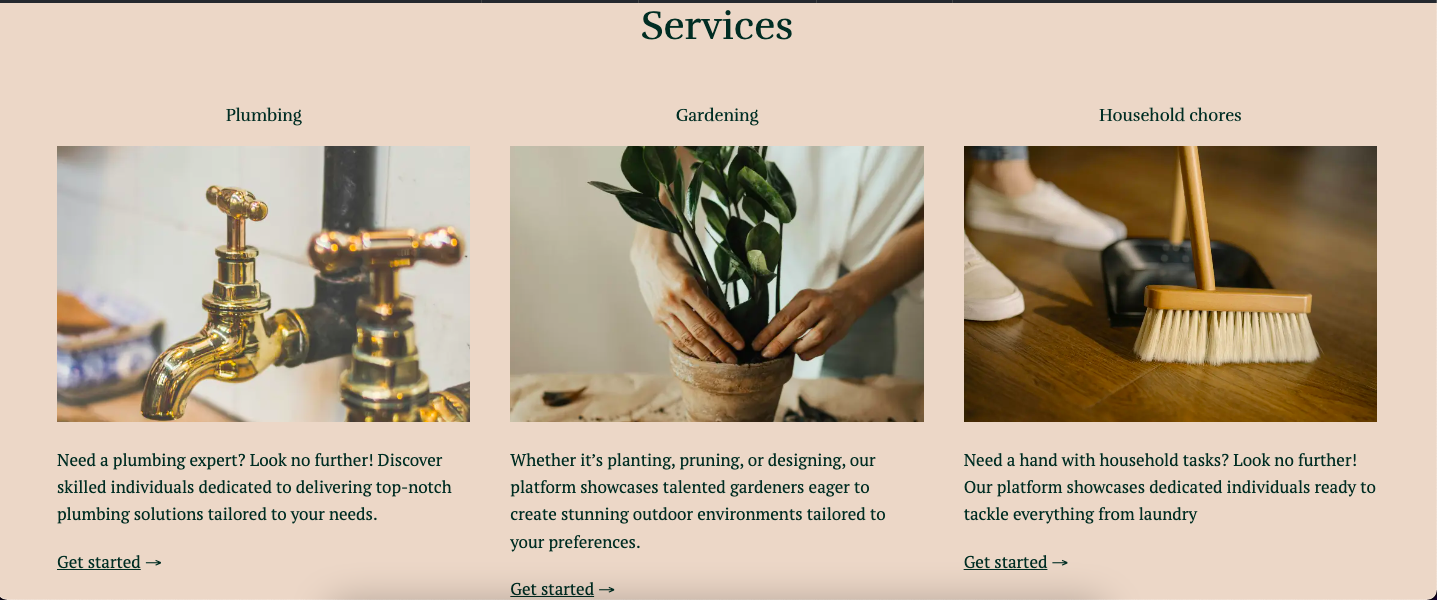 Services
Plumbing
Gardening
Household chores
Need a plumbing expert? Look no further! Discover
skilled individuals dedicated to delivering top-notch
plumbing solutions tailored to your needs.
Get started →
Whether it’s planting, pruning, or designing, our
platform showcases talented gardeners eager to
create stunning outdoor environments tailored to
your preferences.
Get started →
Need a hand with household tasks? Look no further!
Our platform showcases dedicated individuals ready to
tackle everything from laundry
Get started →